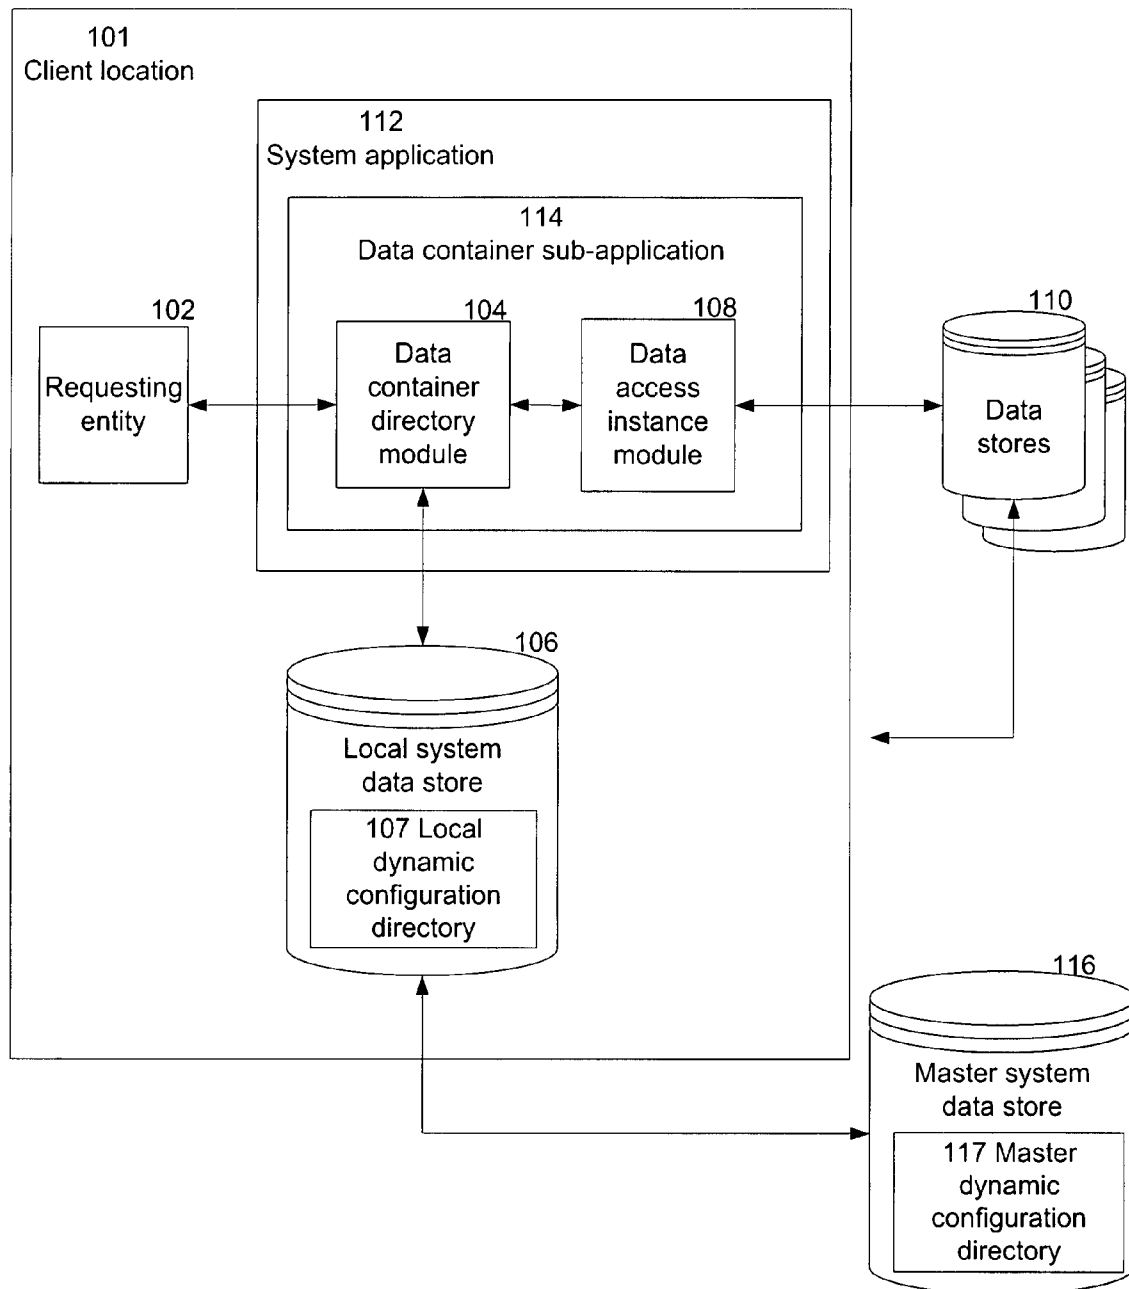 101
Client location
112
System application
114
Data container sub-application
102
Requesting
entity
104
Data
container
directory
module
108
Data
access
instance
module
110
Data
stores
106
Local system
data store
107 Local
dynamic
configuration
directory
116
Master system
data store
117 Master
dynamic
configuration
directory